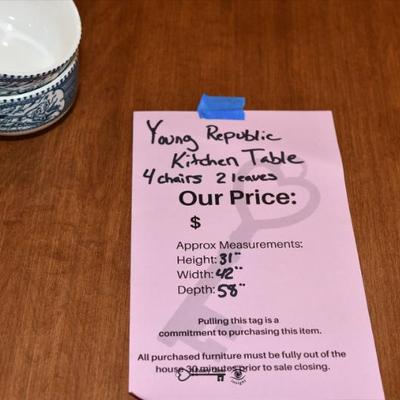 Young Republic
Kitchen Table
4 chairs 2 leaves
Our Price:
$
Approx Measurements:
Height: 31"
Width: 42"
Depth: 58"
Pulling this tag is a
commitment to purchasing this item.
All purchased furniture must be fully out of the
house 30 minutes prior to sale closing.